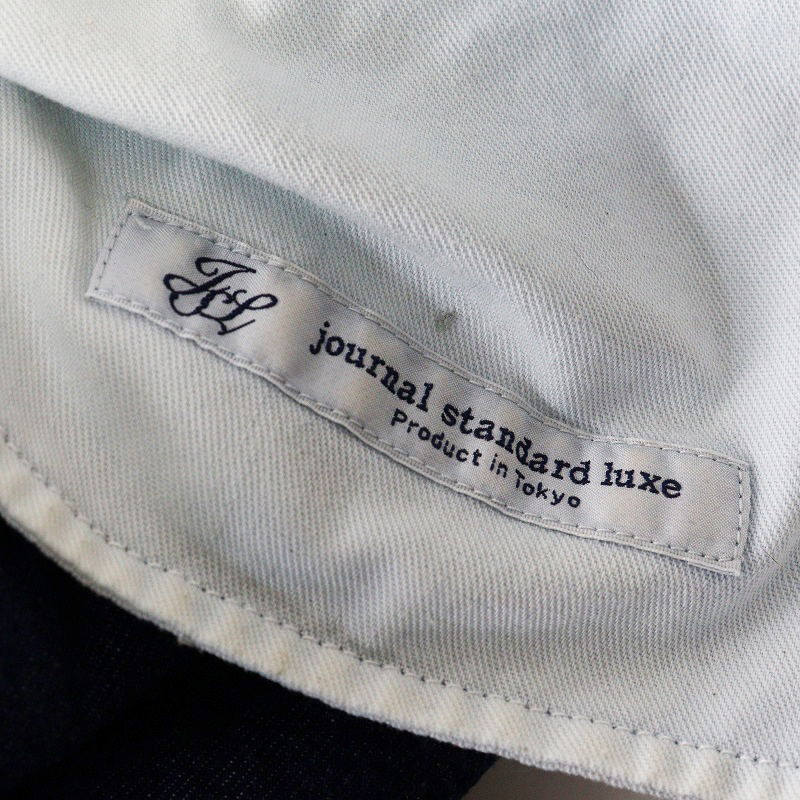 JSL
journal standard luxe
Product in Tokyo